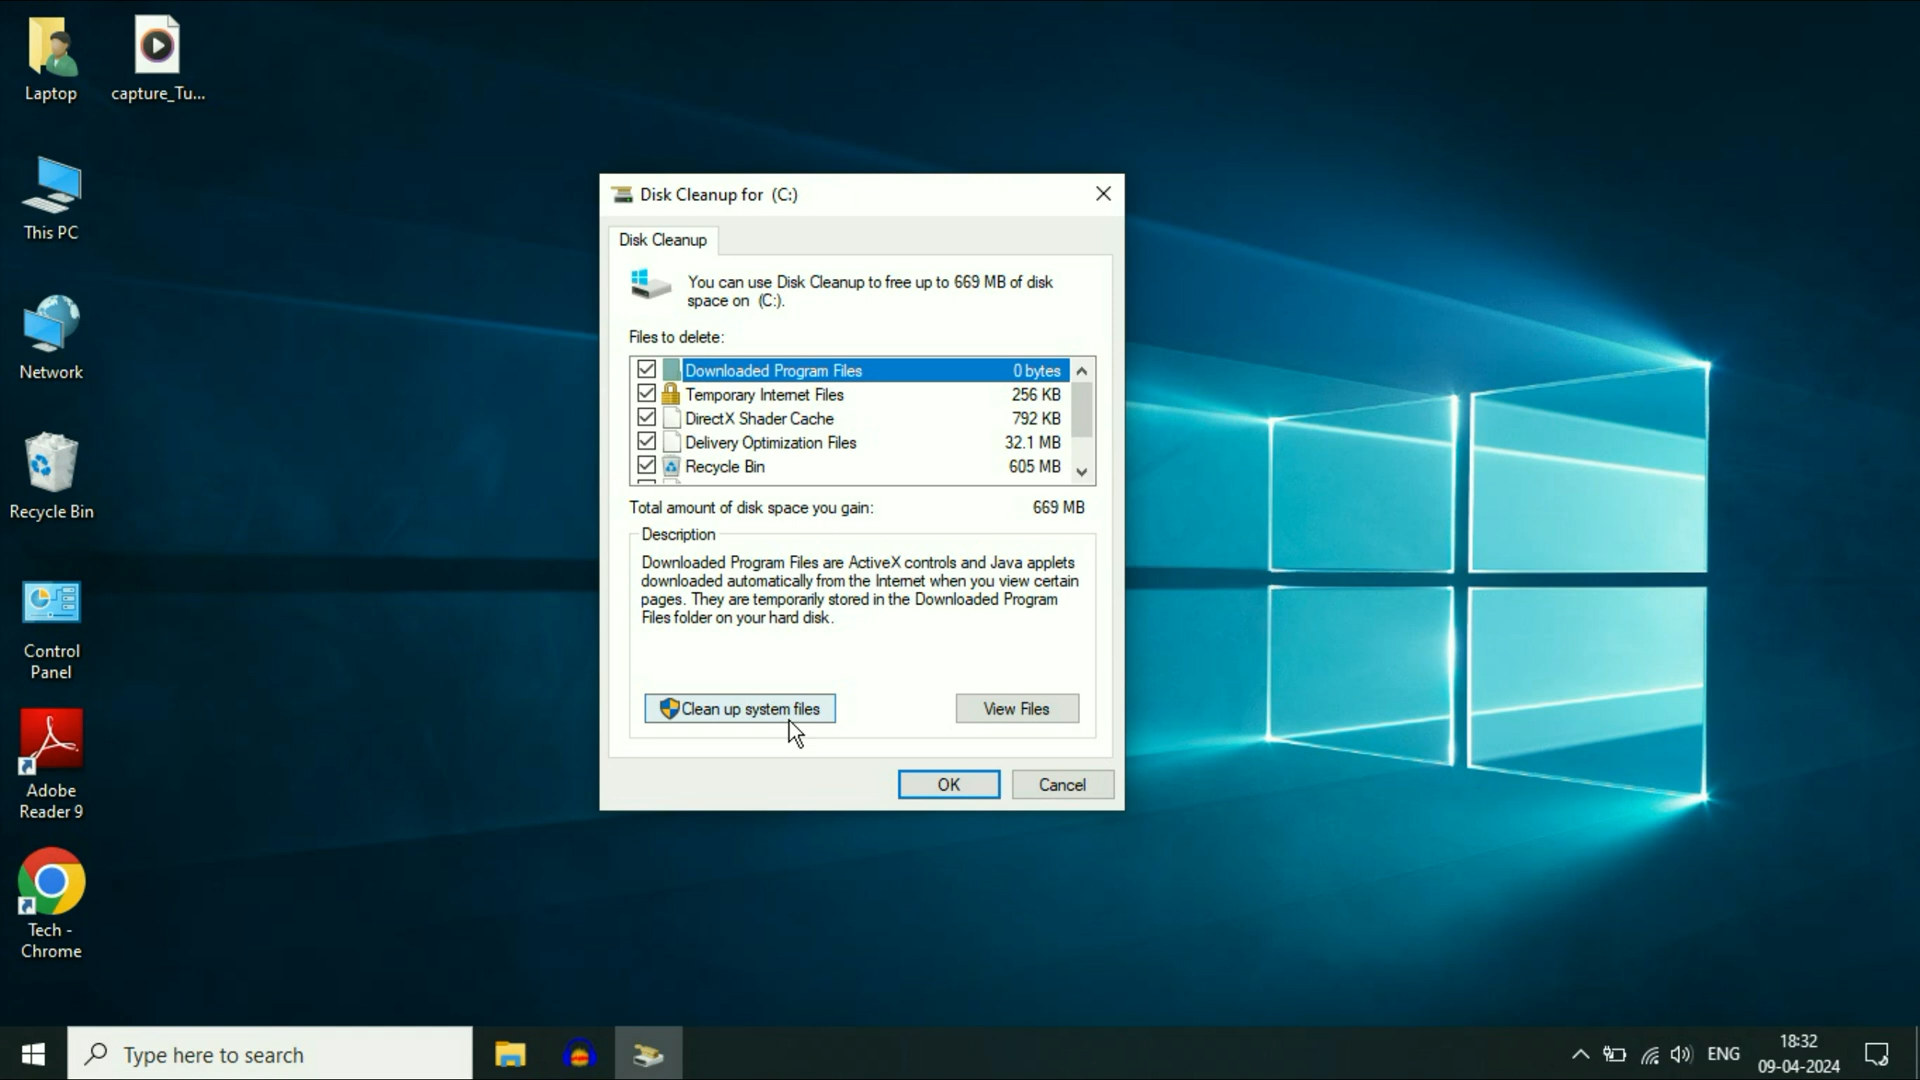 Laptop
capture_Tu...
This PC
Network
Recycle Bin
Control
Panel
Adobe
Reader 9
Tech -
Chrome
Disk Cleanup for (C:)
Disk Cleanup
You can use Disk Cleanup to free up to 669 MB of disk
space on (C:).
Files to delete:
Downloaded Program Files 0 bytes
Temporary Internet Files 256 KB
DirectX Shader Cache 792 KB
Delivery Optimization Files 32.1 MB
Recycle Bin 605 MB
Total amount of disk space you gain: 669 MB
Description
Downloaded Program Files are ActiveX controls and Java applets
downloaded automatically from the Internet when you view certain
pages. They are temporarily stored in the Downloaded Program
Files folder on your hard disk.
Clean up system files
View Files
OK
Cancel
Type here to search
ENG
18:32
09-04-2024